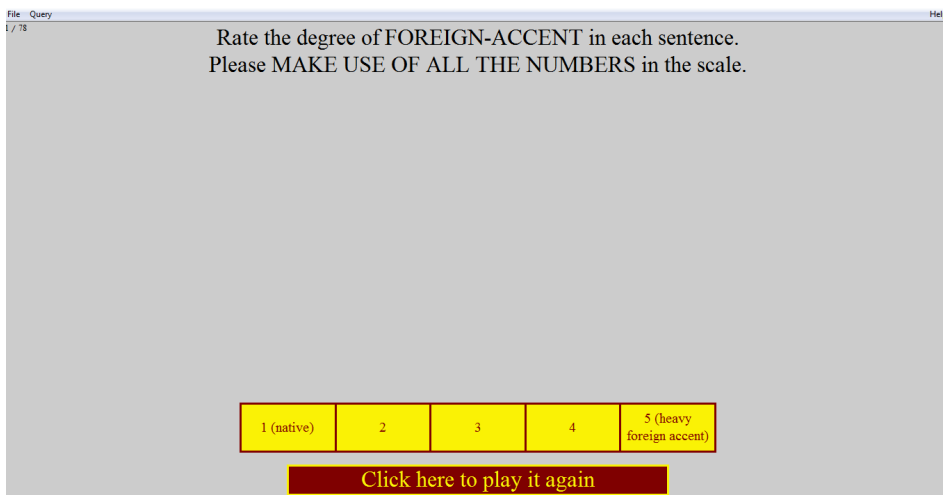 File Query Hel
1 / 78
Rate the degree of FOREIGN-ACCENT in each sentence.
Please MAKE USE OF ALL THE NUMBERS in the scale.
1 (native) 2 3 4 5 (heavy
foreign accent)
Click here to play it again